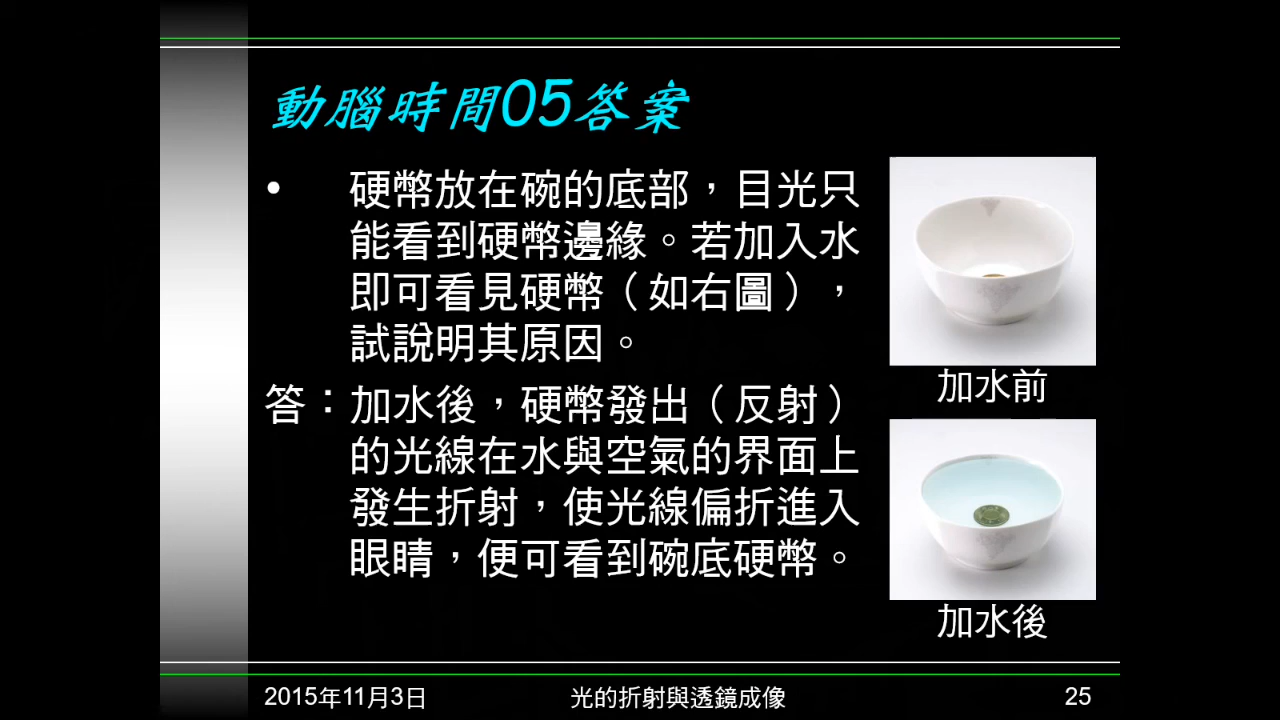 動腦時間05答案
• 硬幣放在碗的底部，目光只
能看到硬幣邊緣。若加入水
即可看見硬幣（如右圖），
試說明其原因。
答：加水後，硬幣發出（反射）
的光線在水與空氣的界面上
發生折射，使光線偏折進入
眼睛，便可看到碗底硬幣。
加水前
加水後
2015年11月3日
光的折射與透鏡成像
25